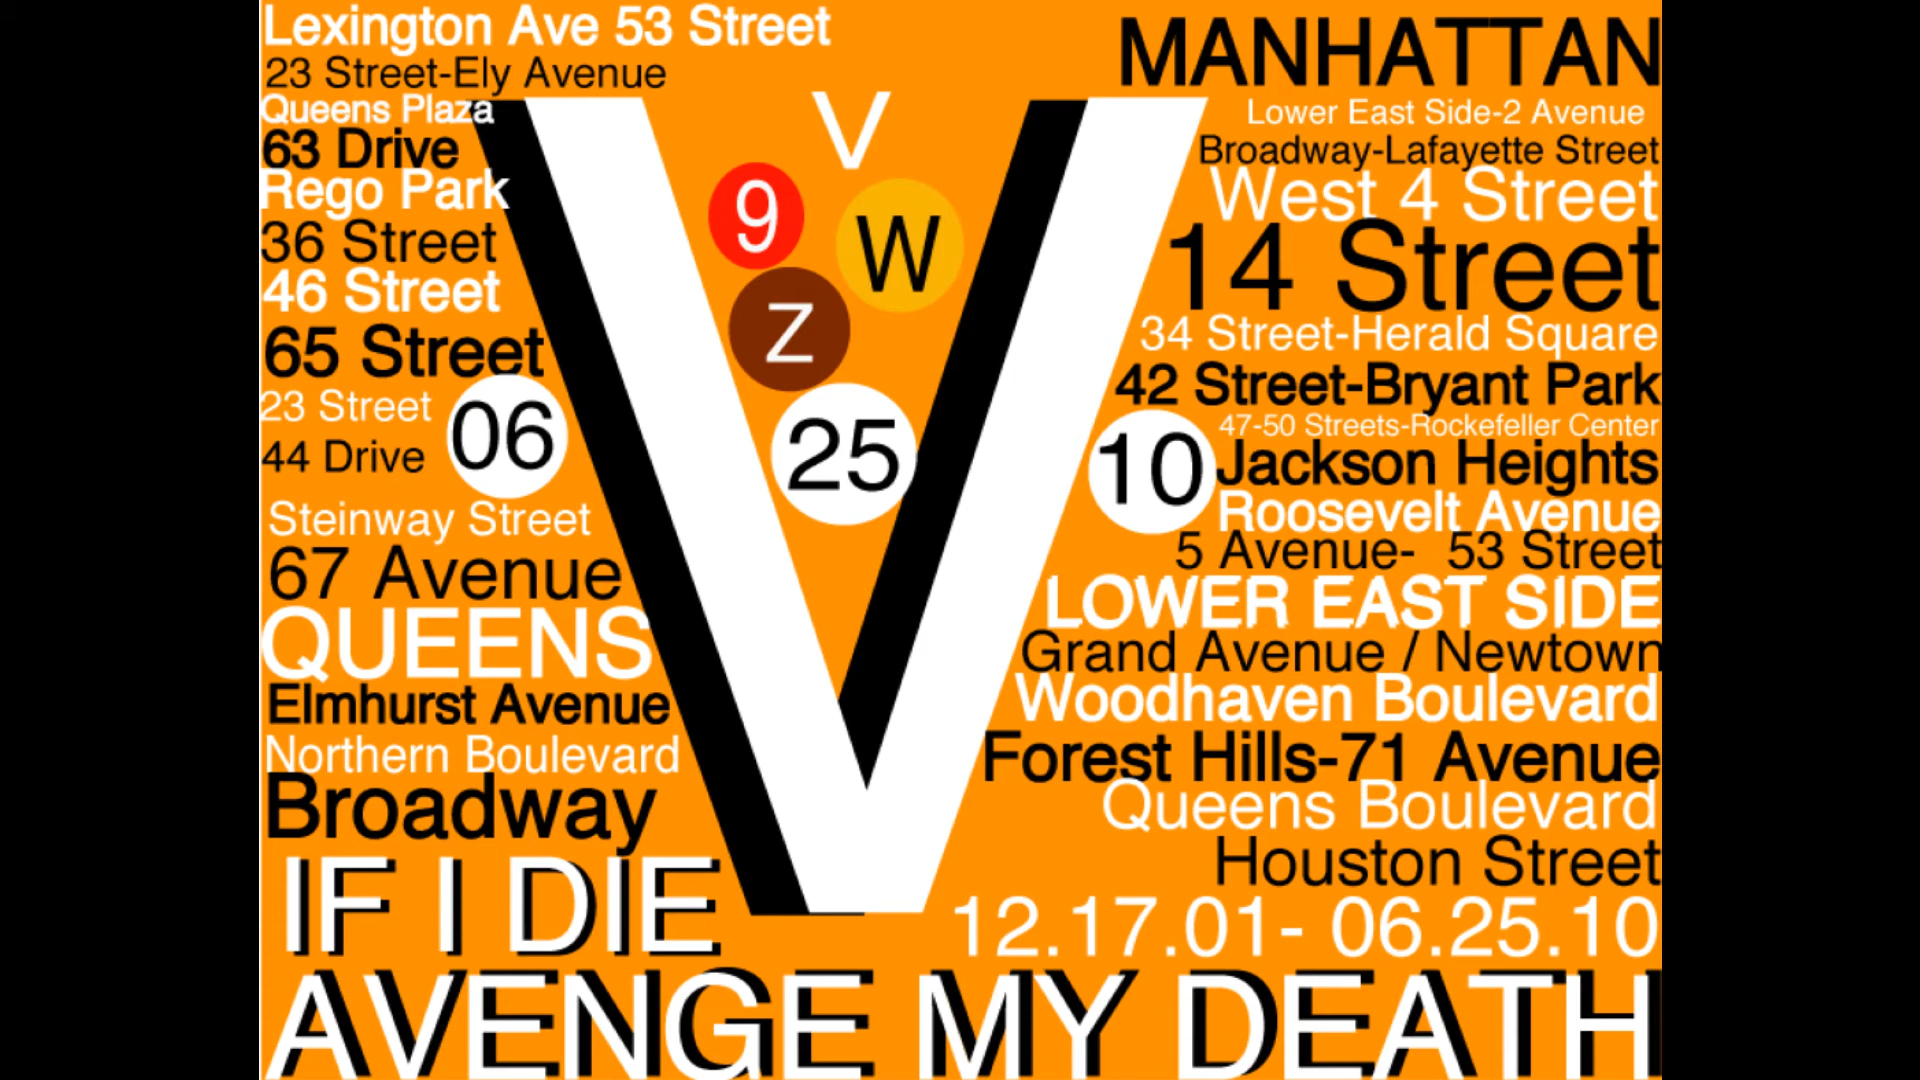 Lexington Ave 53 Street
23 Street-Ely Avenue
Queens Plaza
63 Drive
Rego Park
36 Street
46 Street
65 Street
23 Street
44 Drive
06
Steinway Street
67 Avenue
QUEENS
Elmhurst Avenue
Northern Boulevard
Broadway
V
V
9
W
Z
25
MANHATTAN
Lower East Side-2 Avenue
Broadway-Lafayette Street
West 4 Street
14 Street
34 Street-Herald Square
42 Street-Bryant Park
47-50 Streets-Rockefeller Center
10
Jackson Heights
Roosevelt Avenue
5 Avenue- 53 Street
LOWER EAST SIDE
Grand Avenue / Newtown
Woodhaven Boulevard
Forest Hills-71 Avenue
Queens Boulevard
Houston Street
12.17.01- 06.25.10
IF I DIE
AVENGE MY DEATH